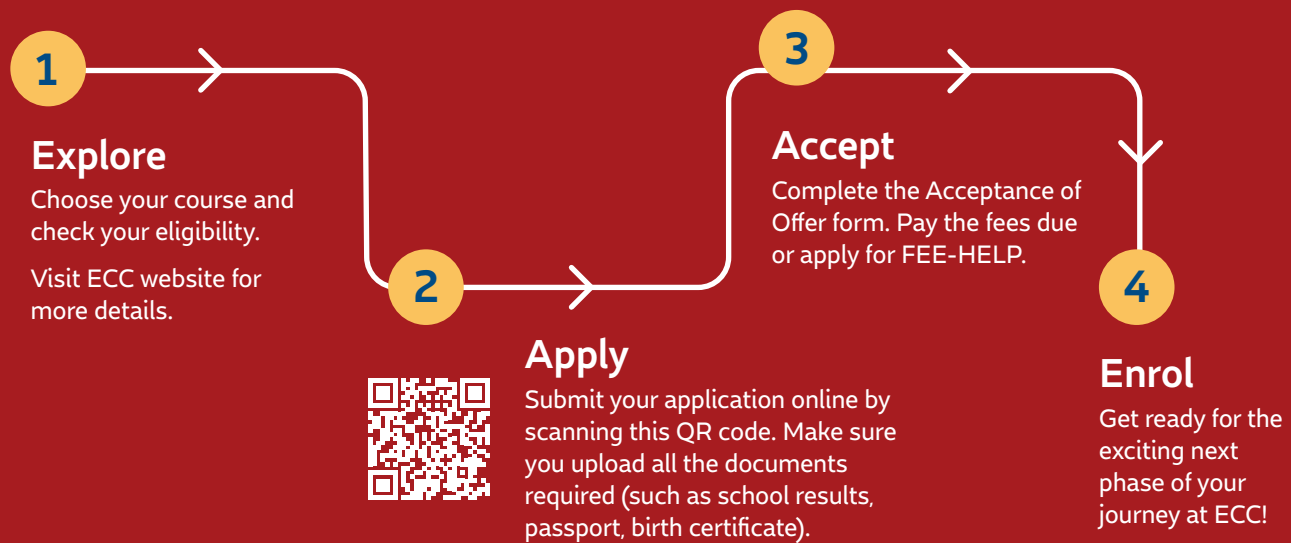 1
Explore
Choose your course and
check your eligibility.
Visit ECC website for
more details.
2
Apply
Submit your application online by
scanning this QR code. Make sure
you upload all the documents
required (such as school results,
passport, birth certificate).
3
Accept
Complete the Acceptance of
Offer form. Pay the fees due
or apply for FEE-HELP.
4
Enrol
Get ready for the
exciting next
phase of your
journey at ECC!